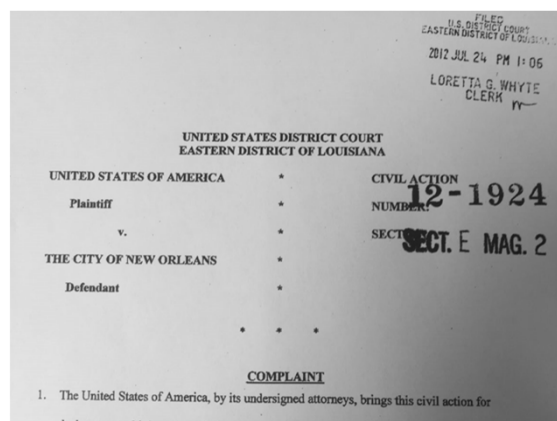 FILED
U.S. DISTRICT COURT
EASTERN DISTRICT OF
2012 JUL 24 PM 1:06
LORETTA G. WHYTE
CLERK
UNITED STATES DISTRICT COURT
EASTERN DISTRICT OF LOUISIANA
UNITED STATES OF AMERICA * CIVIL ACTION
Plaintiff * NUMBER: 12-1924
v. * SECT. E MAG. 2
THE CITY OF NEW ORLEANS *
Defendant *
* * *
COMPLAINT
1. The United States of America, by its undersigned attorneys, brings this civil action for